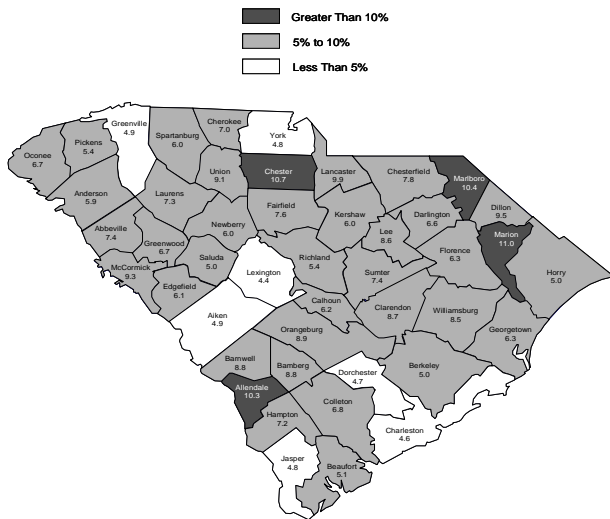 Greater Than 10%
5% to 10%
Less Than 5%
Greenville
4.9
Cherokee
7.0
York
4.8
Spartanburg
6.0
Pickens
5.4
Oconee
6.7
Union
9.1
Chester
10.7
Lancaster
9.9
Chesterfield
7.8
Marlboro
10.4
Anderson
5.9
Laurens
7.3
Fairfield
7.6
Kershaw
6.0
Darlington
6.6
Dillon
9.5
Abbeville
7.4
Greenwood
6.7
Newberry
6.0
Lee
8.6
Florence
6.3
Marion
11.0
McCormick
9.3
Saluda
5.0
Lexington
4.4
Richland
5.4
Sumter
7.4
Horry
5.0
Edgefield
6.1
Calhoun
6.2
Clarendon
8.7
Williamsburg
8.5
Aiken
4.9
Orangeburg
8.9
Georgetown
6.3
Barnwell
8.8
Bamberg
8.8
Dorchester
4.7
Berkeley
5.0
Allendale
10.3
Colleton
6.8
Hampton
7.2
Charleston
4.6
Jasper
4.8
Beaufort
5.1